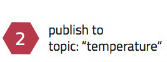 2
publish to
topic: “temperature“